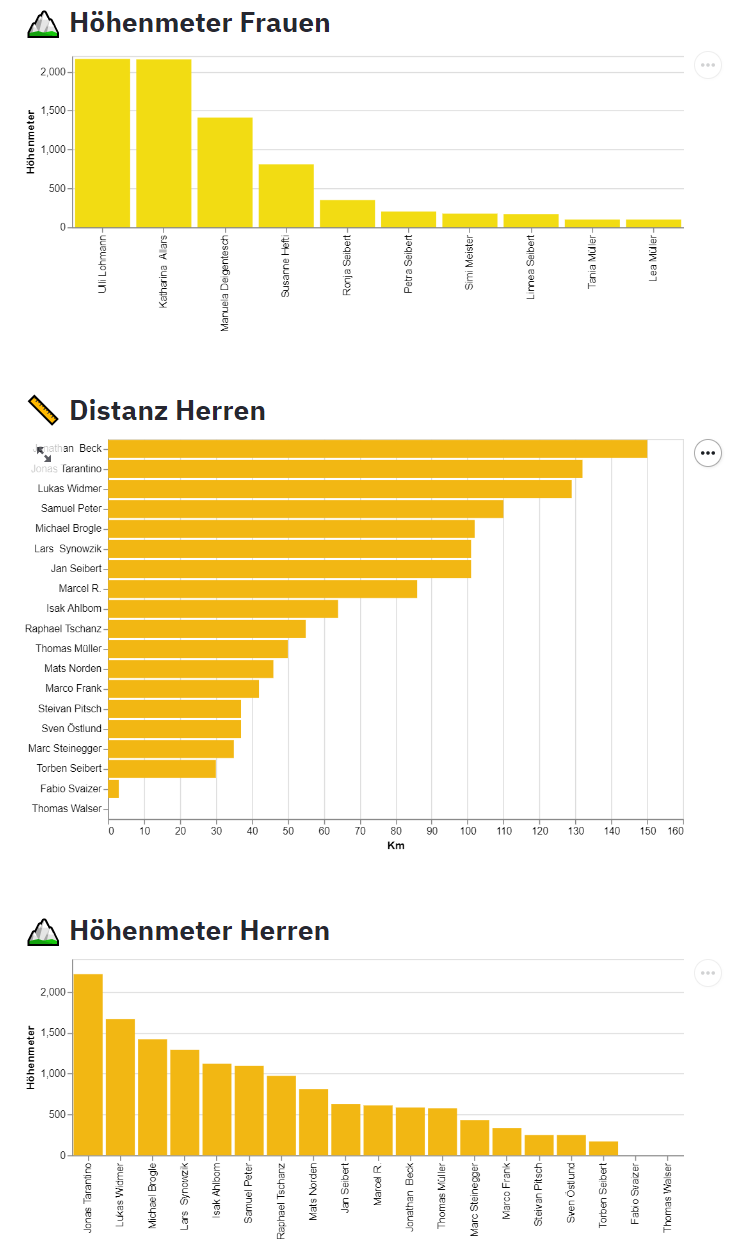 Höhenmeter Frauen
2,000
1,500
1,000
500
0
Höhenmeter
Ulli Lohmann
Katharina Allars
Manuela Deigentesch
Susanne Hefti
Ronja Seibert
Petra Seibert
Simi Meister
Linnea Seibert
Tania Müller
Lea Müller
Distanz Herren
Jonathan Beck
Jonas Tarantino
Lukas Widmer
Samuel Peter
Michael Brogle
Lars Synowzik
Jan Seibert
Marcel R.
Isak Ahlbom
Raphael Tschanz
Thomas Müller
Mats Norden
Marco Frank
Steivan Pitsch
Sven Östlund
Marc Steinegger
Torben Seibert
Fabio Svaizer
Thomas Walser
0 10 20 30 40 50 60 70 80 90 100 110 120 130 140 150 160
Km
Höhenmeter Herren
2,000
1,500
1,000
500
0
Höhenmeter
Jonas Tarantino
Lukas Widmer
Michael Brogle
Lars Synowzik
Isak Ahlbom
Samuel Peter
Raphael Tschanz
Mats Norden
Jan Seibert
Marcel R.
Jonathan Beck
Thomas Müller
Marc Steinegger
Marco Frank
Steivan Pitsch
Sven Östlund
Torben Seibert
Fabio Svaizer
Thomas Walser